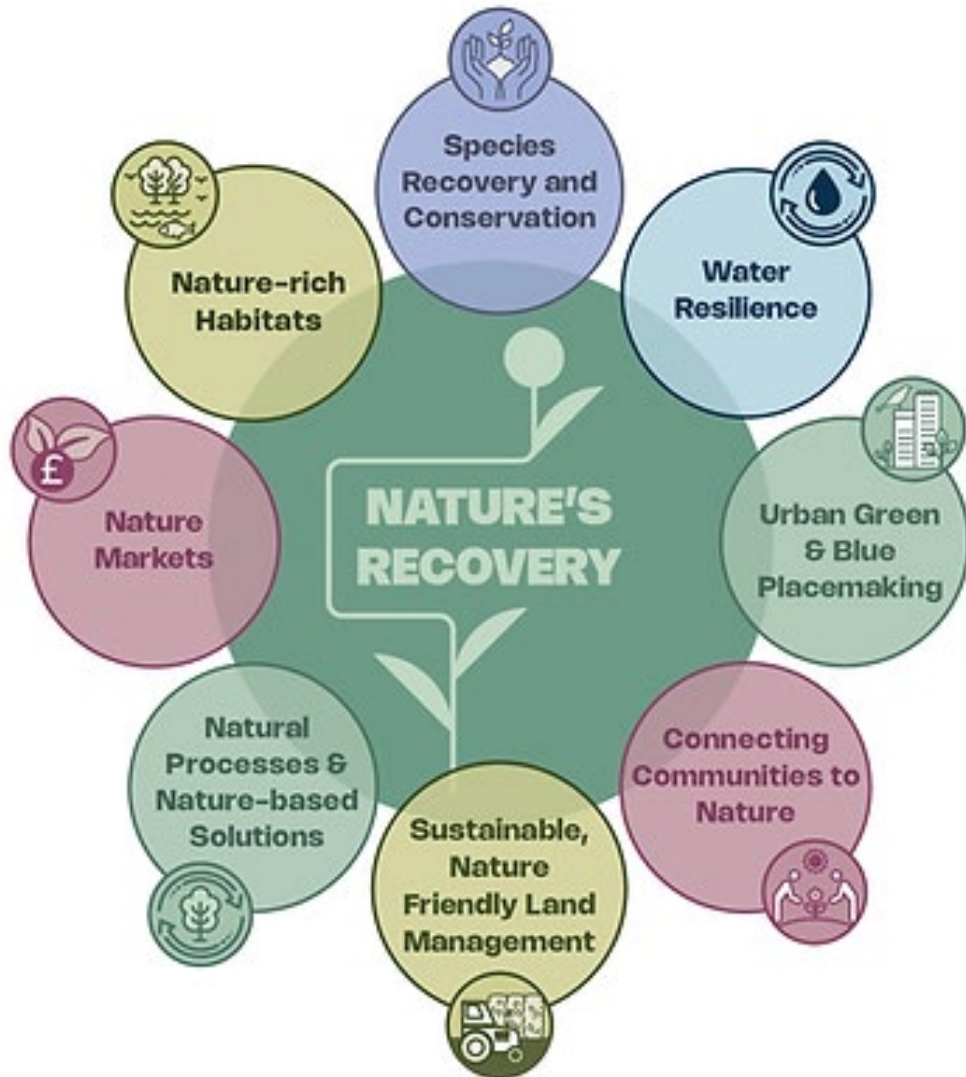 Species
Recovery and
Conservation
Water
Resilience
Urban Green
& Blue
Placemaking
Connecting
Communities to
Nature
Sustainable,
Nature
Friendly Land
Management
Natural
Processes &
Nature-based
Solutions
Nature
Markets
£
Nature-rich
Habitats
NATURE'S
RECOVERY